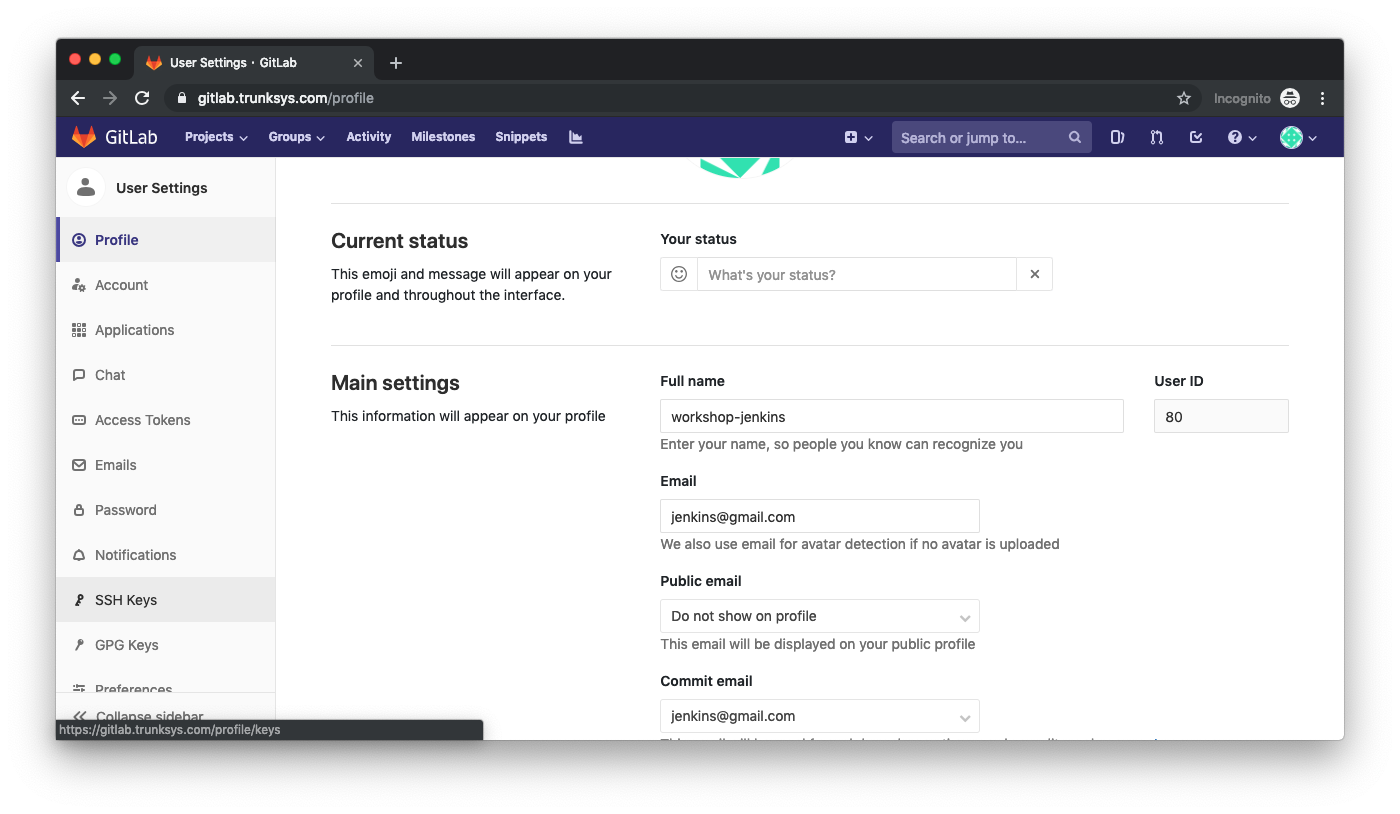 User Settings · GitLab
gitlab.trunksys.com/profile
Incognito
GitLab Projects Groups Activity Milestones Snippets Search or jump to...
User Settings
Profile
Account
Applications
Chat
Access Tokens
Emails
Password
Notifications
SSH Keys
GPG Keys
Preferences
Collapse sidebar
https://gitlab.trunksys.com/profile/keys
Current status
This emoji and message will appear on your
profile and throughout the interface.
Your status
What's your status?
Main settings
This information will appear on your profile
Full name
workshop-jenkins
Enter your name, so people you know can recognize you
User ID
80
Email
jenkins@gmail.com
We also use email for avatar detection if no avatar is uploaded
Public email
Do not show on profile
This email will be displayed on your public profile
Commit email
jenkins@gmail.com